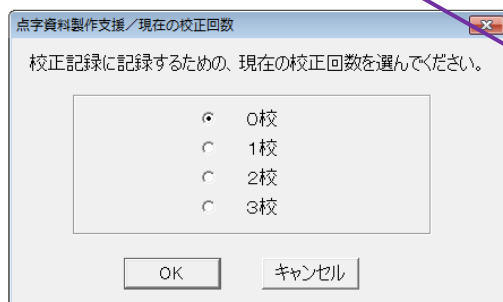 点字資料製作支援／現在の校正回数
校正記録に記録するための、現在の校正回数を選んでください。
0校
1校
2校
3校
OK
キャンセル